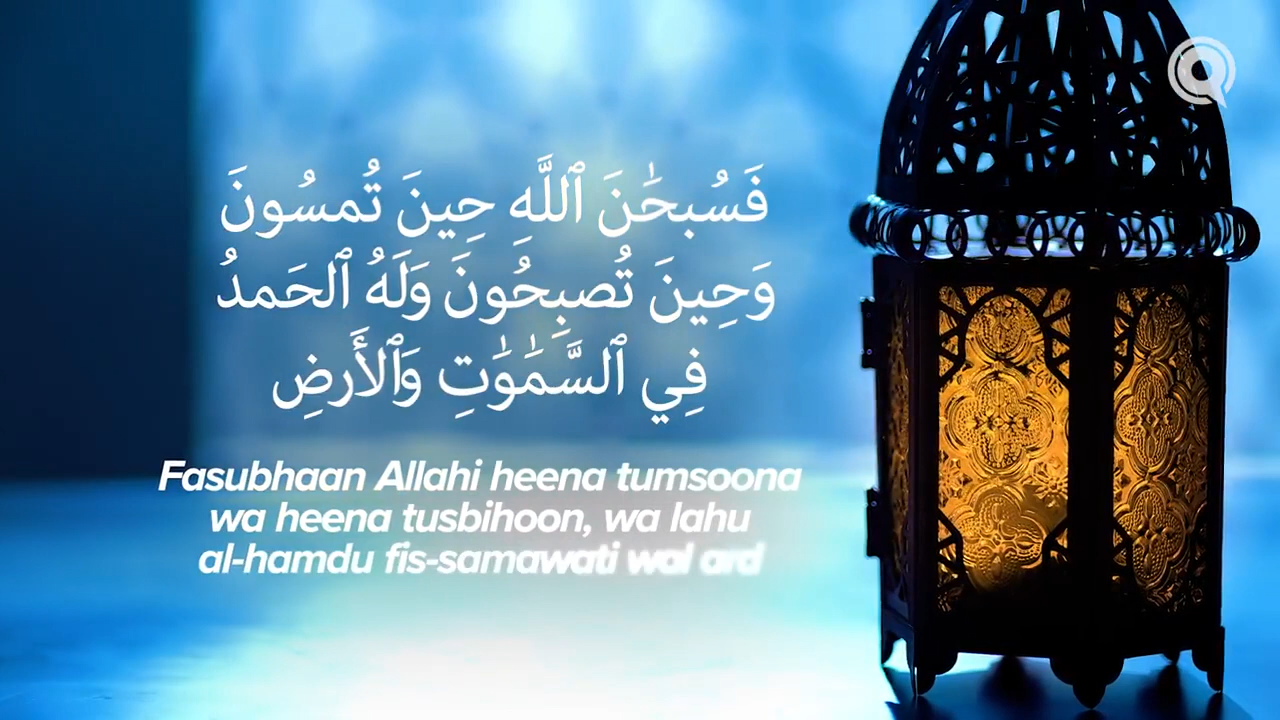 فَسُبحَٰنَ ٱللَّهِ حِينَ تُمسُونَ
وَحِينَ تُصبِحُونَ وَلَهُ ٱلحَمدُ
فِي ٱلسَّمَٰوَٰتِ وَٱلأَرضِ
Fasubhaan Allahi heena tumsoona
wa heena tusbihoon, wa lahu
al-hamdu fis-samawati wal ard